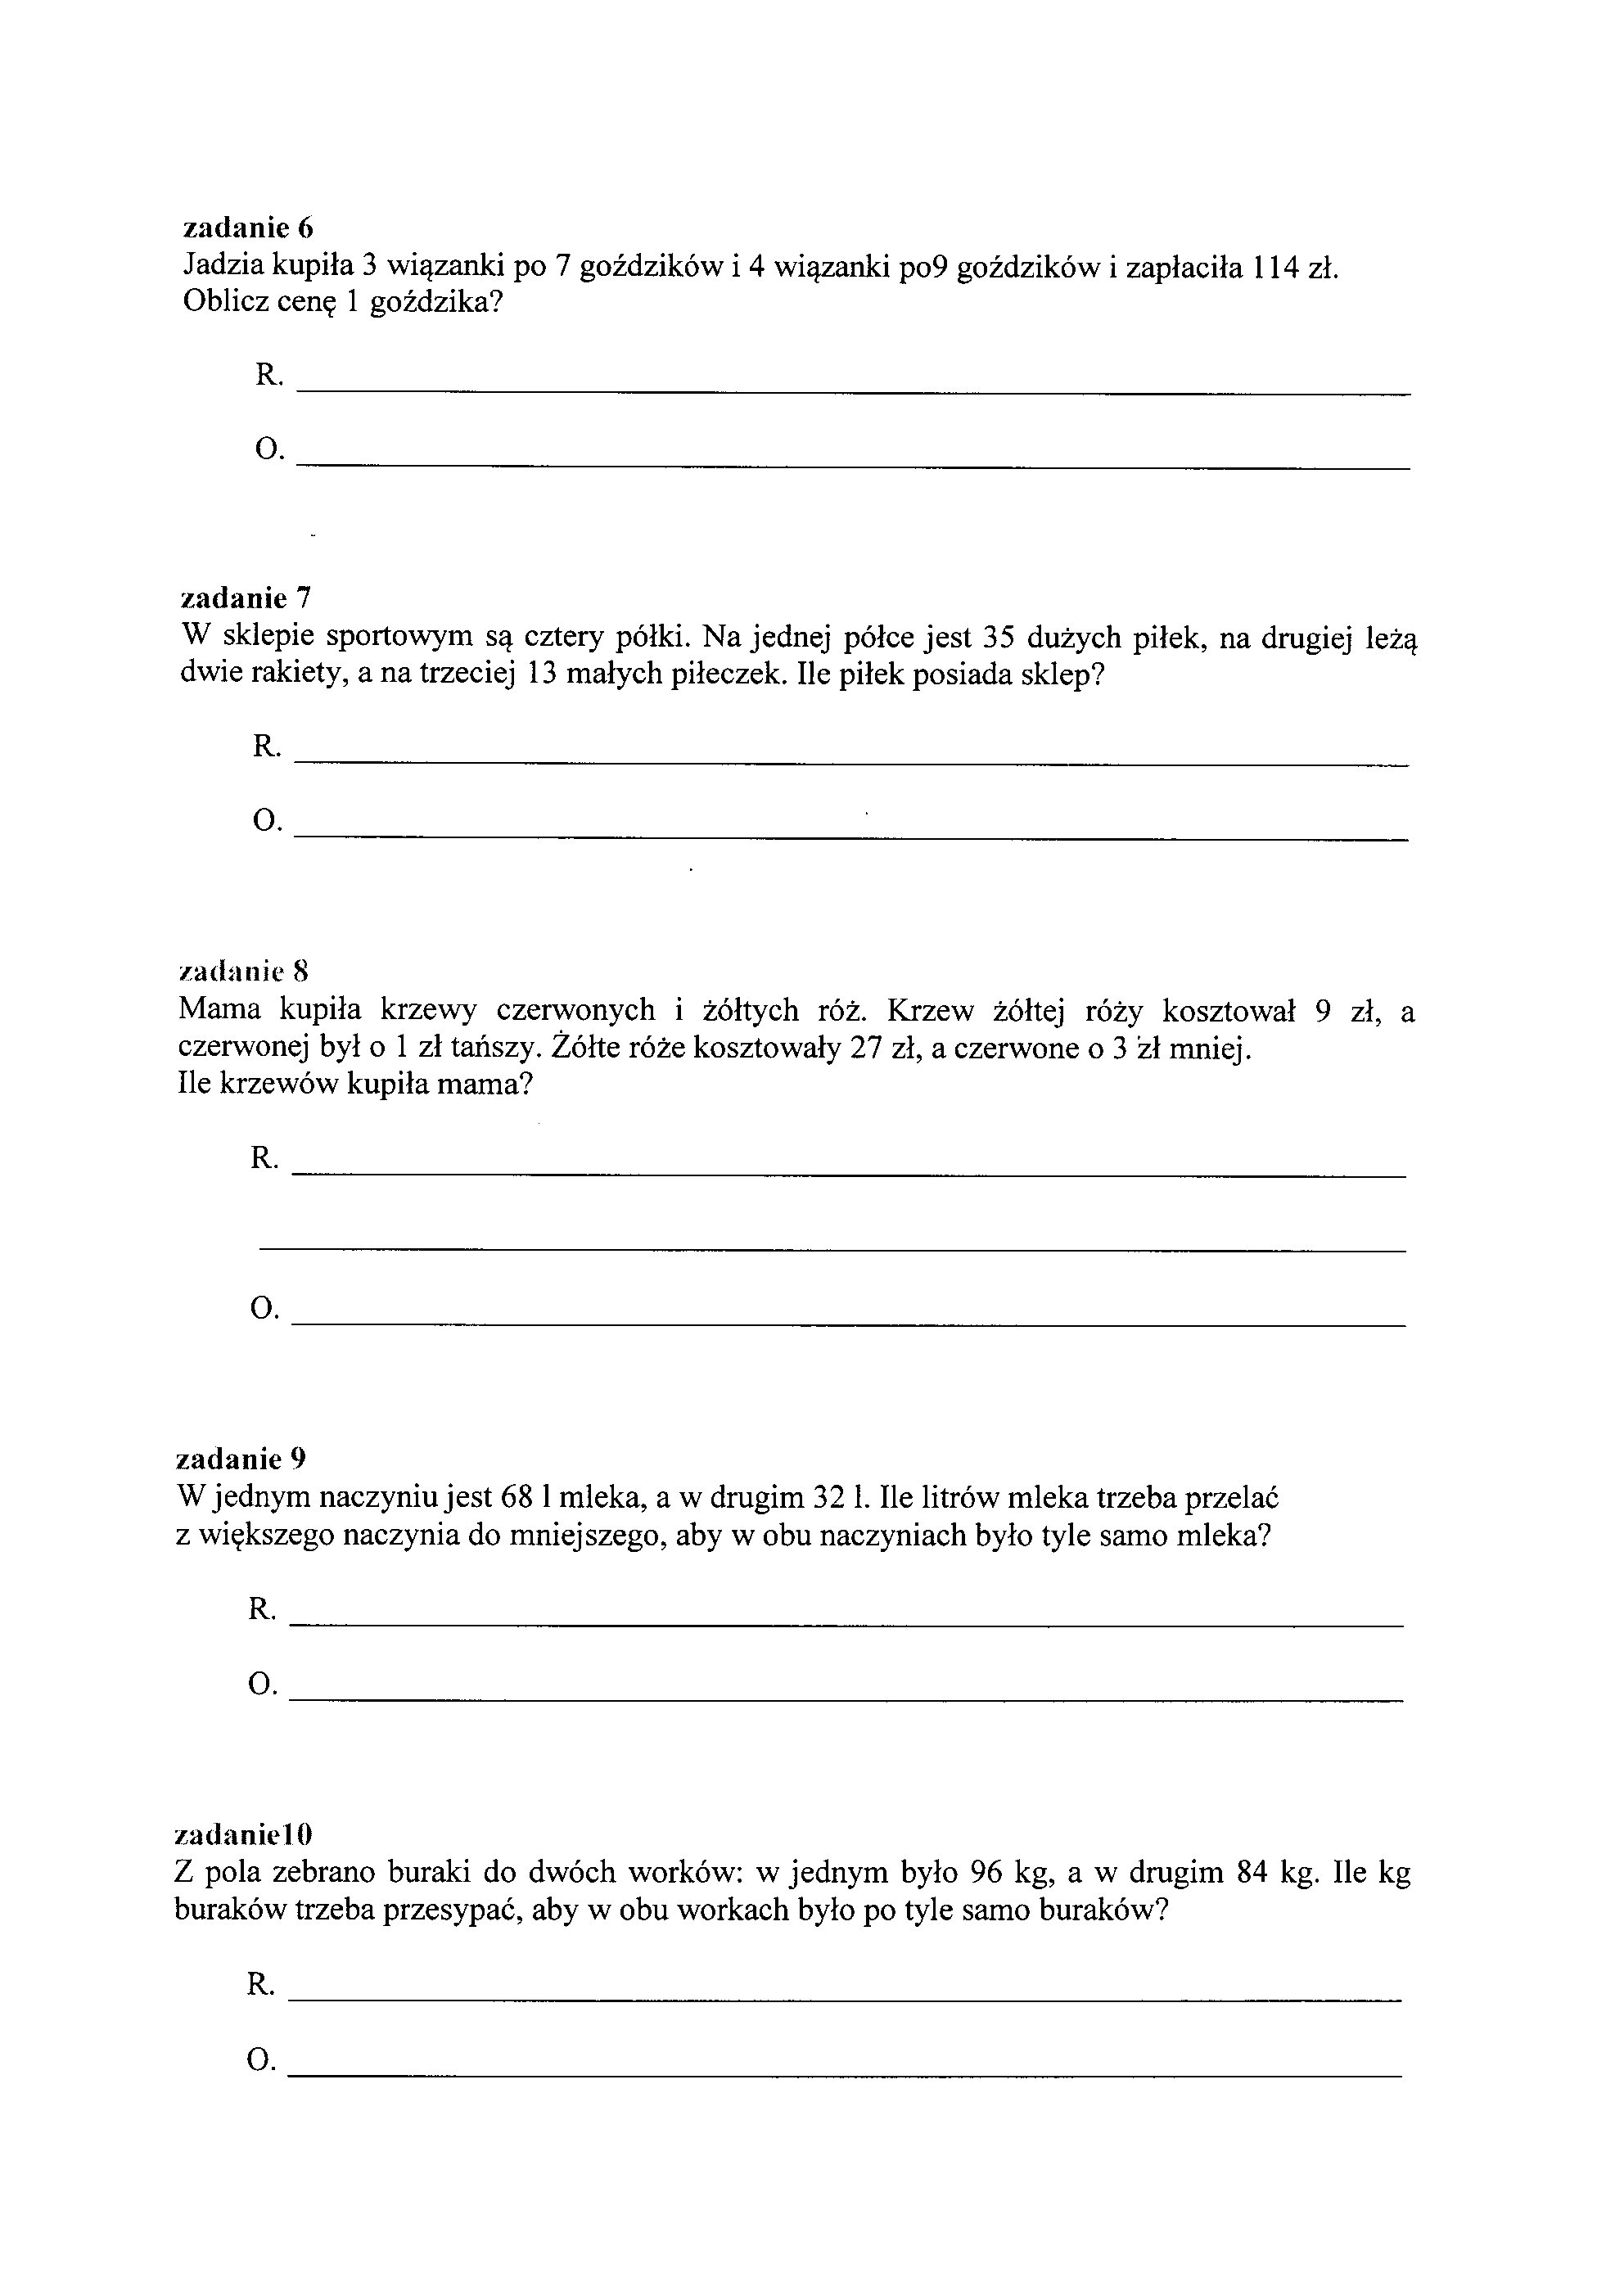 zadanie 6
Jadzia kupiła 3 wiązanki po 7 goździków i 4 wiązanki po9 goździków i zapłaciła 114 zł.
Oblicz cenę 1 goździka?
R.
O.
zadanie 7
W sklepie sportowym są cztery półki. Na jednej półce jest 35 dużych piłek, na drugiej leżą
dwie rakiety, a na trzeciej 13 małych piłeczek. Ile piłek posiada sklep?
R.
O.
zadanie 8
Mama kupiła krzewy czerwonych i żółtych róż. Krzew żółtej róży kosztował 9 zł, a
czerwonej był o 1 zł tańszy. Żółte róże kosztowały 27 zł, a czerwone o 3 zł mniej.
Ile krzewów kupiła mama?
R.
O.
zadanie 9
W jednym naczyniu jest 68 l mleka, a w drugim 32 l. Ile litrów mleka trzeba przelać
z większego naczynia do mniejszego, aby w obu naczyniach było tyle samo mleka?
R.
O.
zadanie10
Z pola zebrano buraki do dwóch worków: w jednym było 96 kg, a w drugim 84 kg. Ile kg
buraków trzeba przesypać, aby w obu workach było po tyle samo buraków?
R.
O.